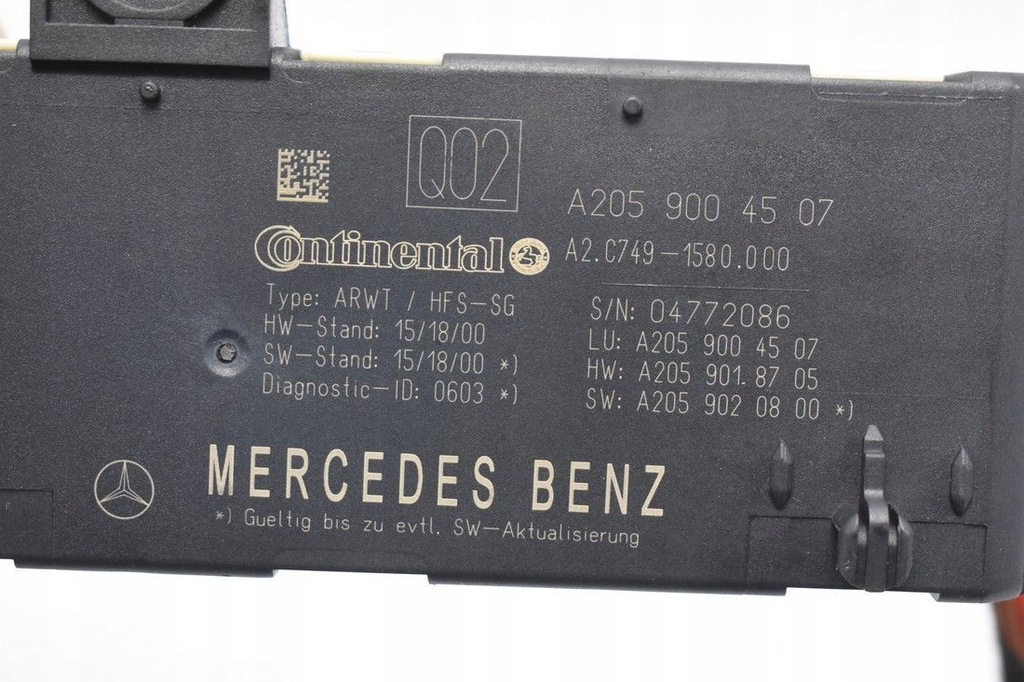 Q02
A205 900 45 07
Continental
A2.C749-1580.000
Type: ARWT / HFS-SG
HW-Stand: 15/18/00
SW-Stand: 15/18/00 *)
Diagnostic-ID: 0603 *)
S/N: 04772086
LU: A205 900 45 07
HW: A205 901 87 05
SW: A205 902 08 00 *)
MERCEDES BENZ
*) Gueltig bis zu evtl. SW-Aktualisierung